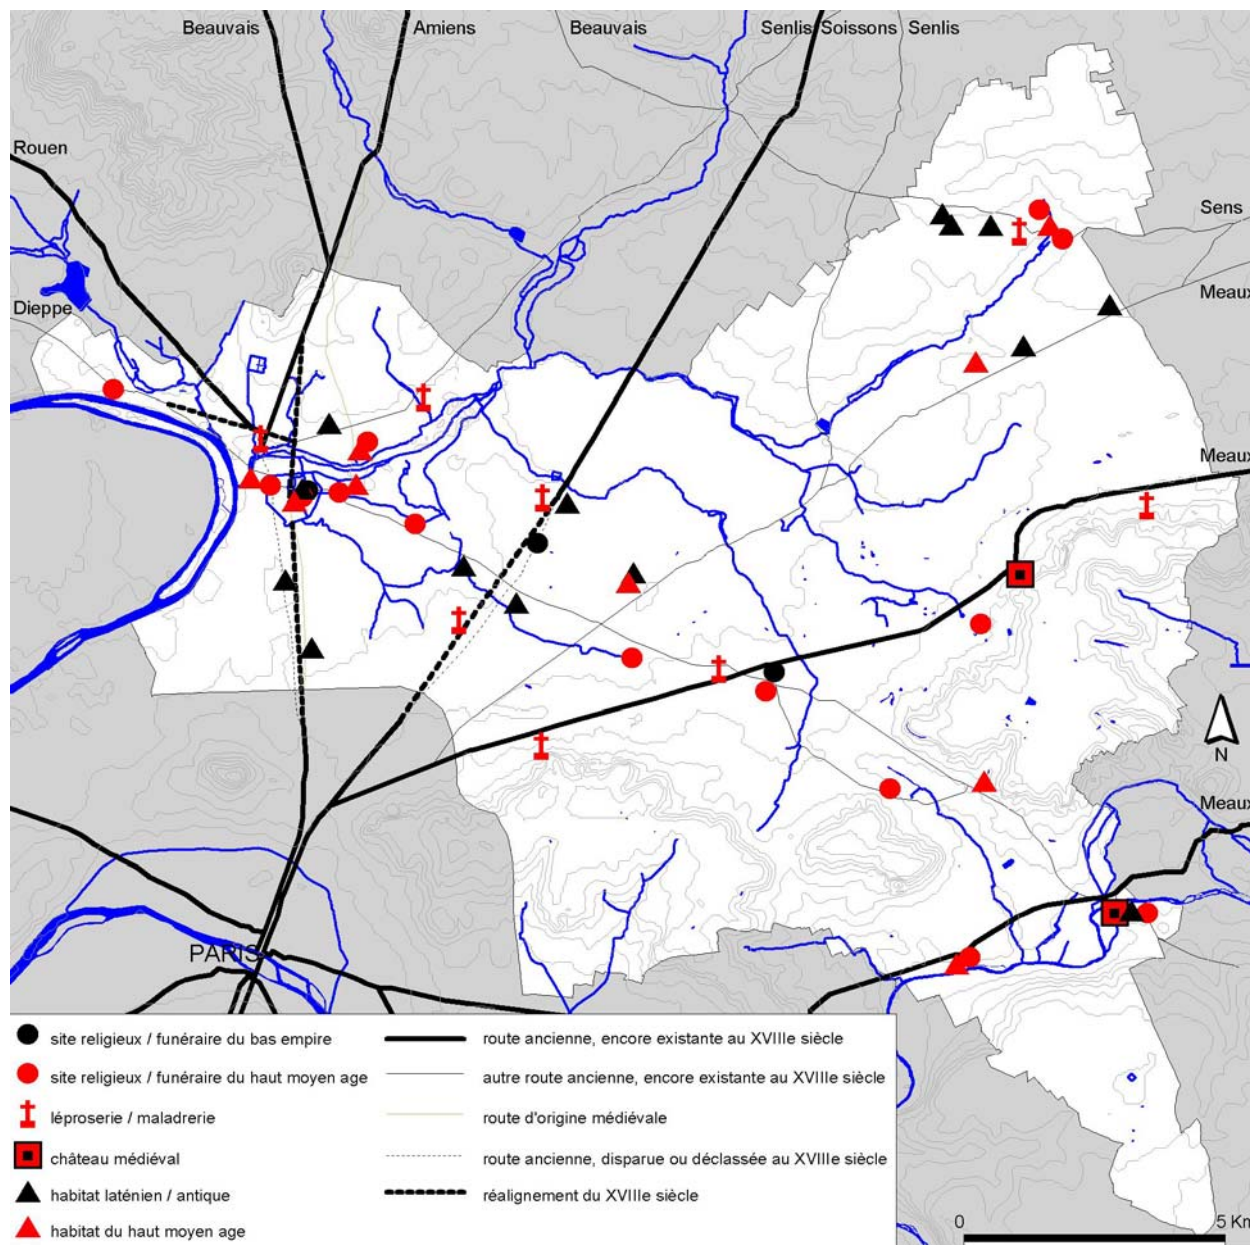 Beauvais
Amiens
Beauvais
Senlis
Soissons
Senlis
Rouen
Sens
Meaux
Dieppe
Meaux
N
Meaux
PARIS
site religieux / funéraire du bas empire
route ancienne, encore existante au XVIIIe siècle
site religieux / funéraire du haut moyen age
autre route ancienne, encore existante au XVIIIe siècle
léproserie / maladrerie
route d'origine médiévale
château médiéval
route ancienne, disparue ou déclassée au XVIIIe siècle
habitat laténien / antique
réalignement du XVIIIe siècle
habitat du haut moyen age
0
5 Km